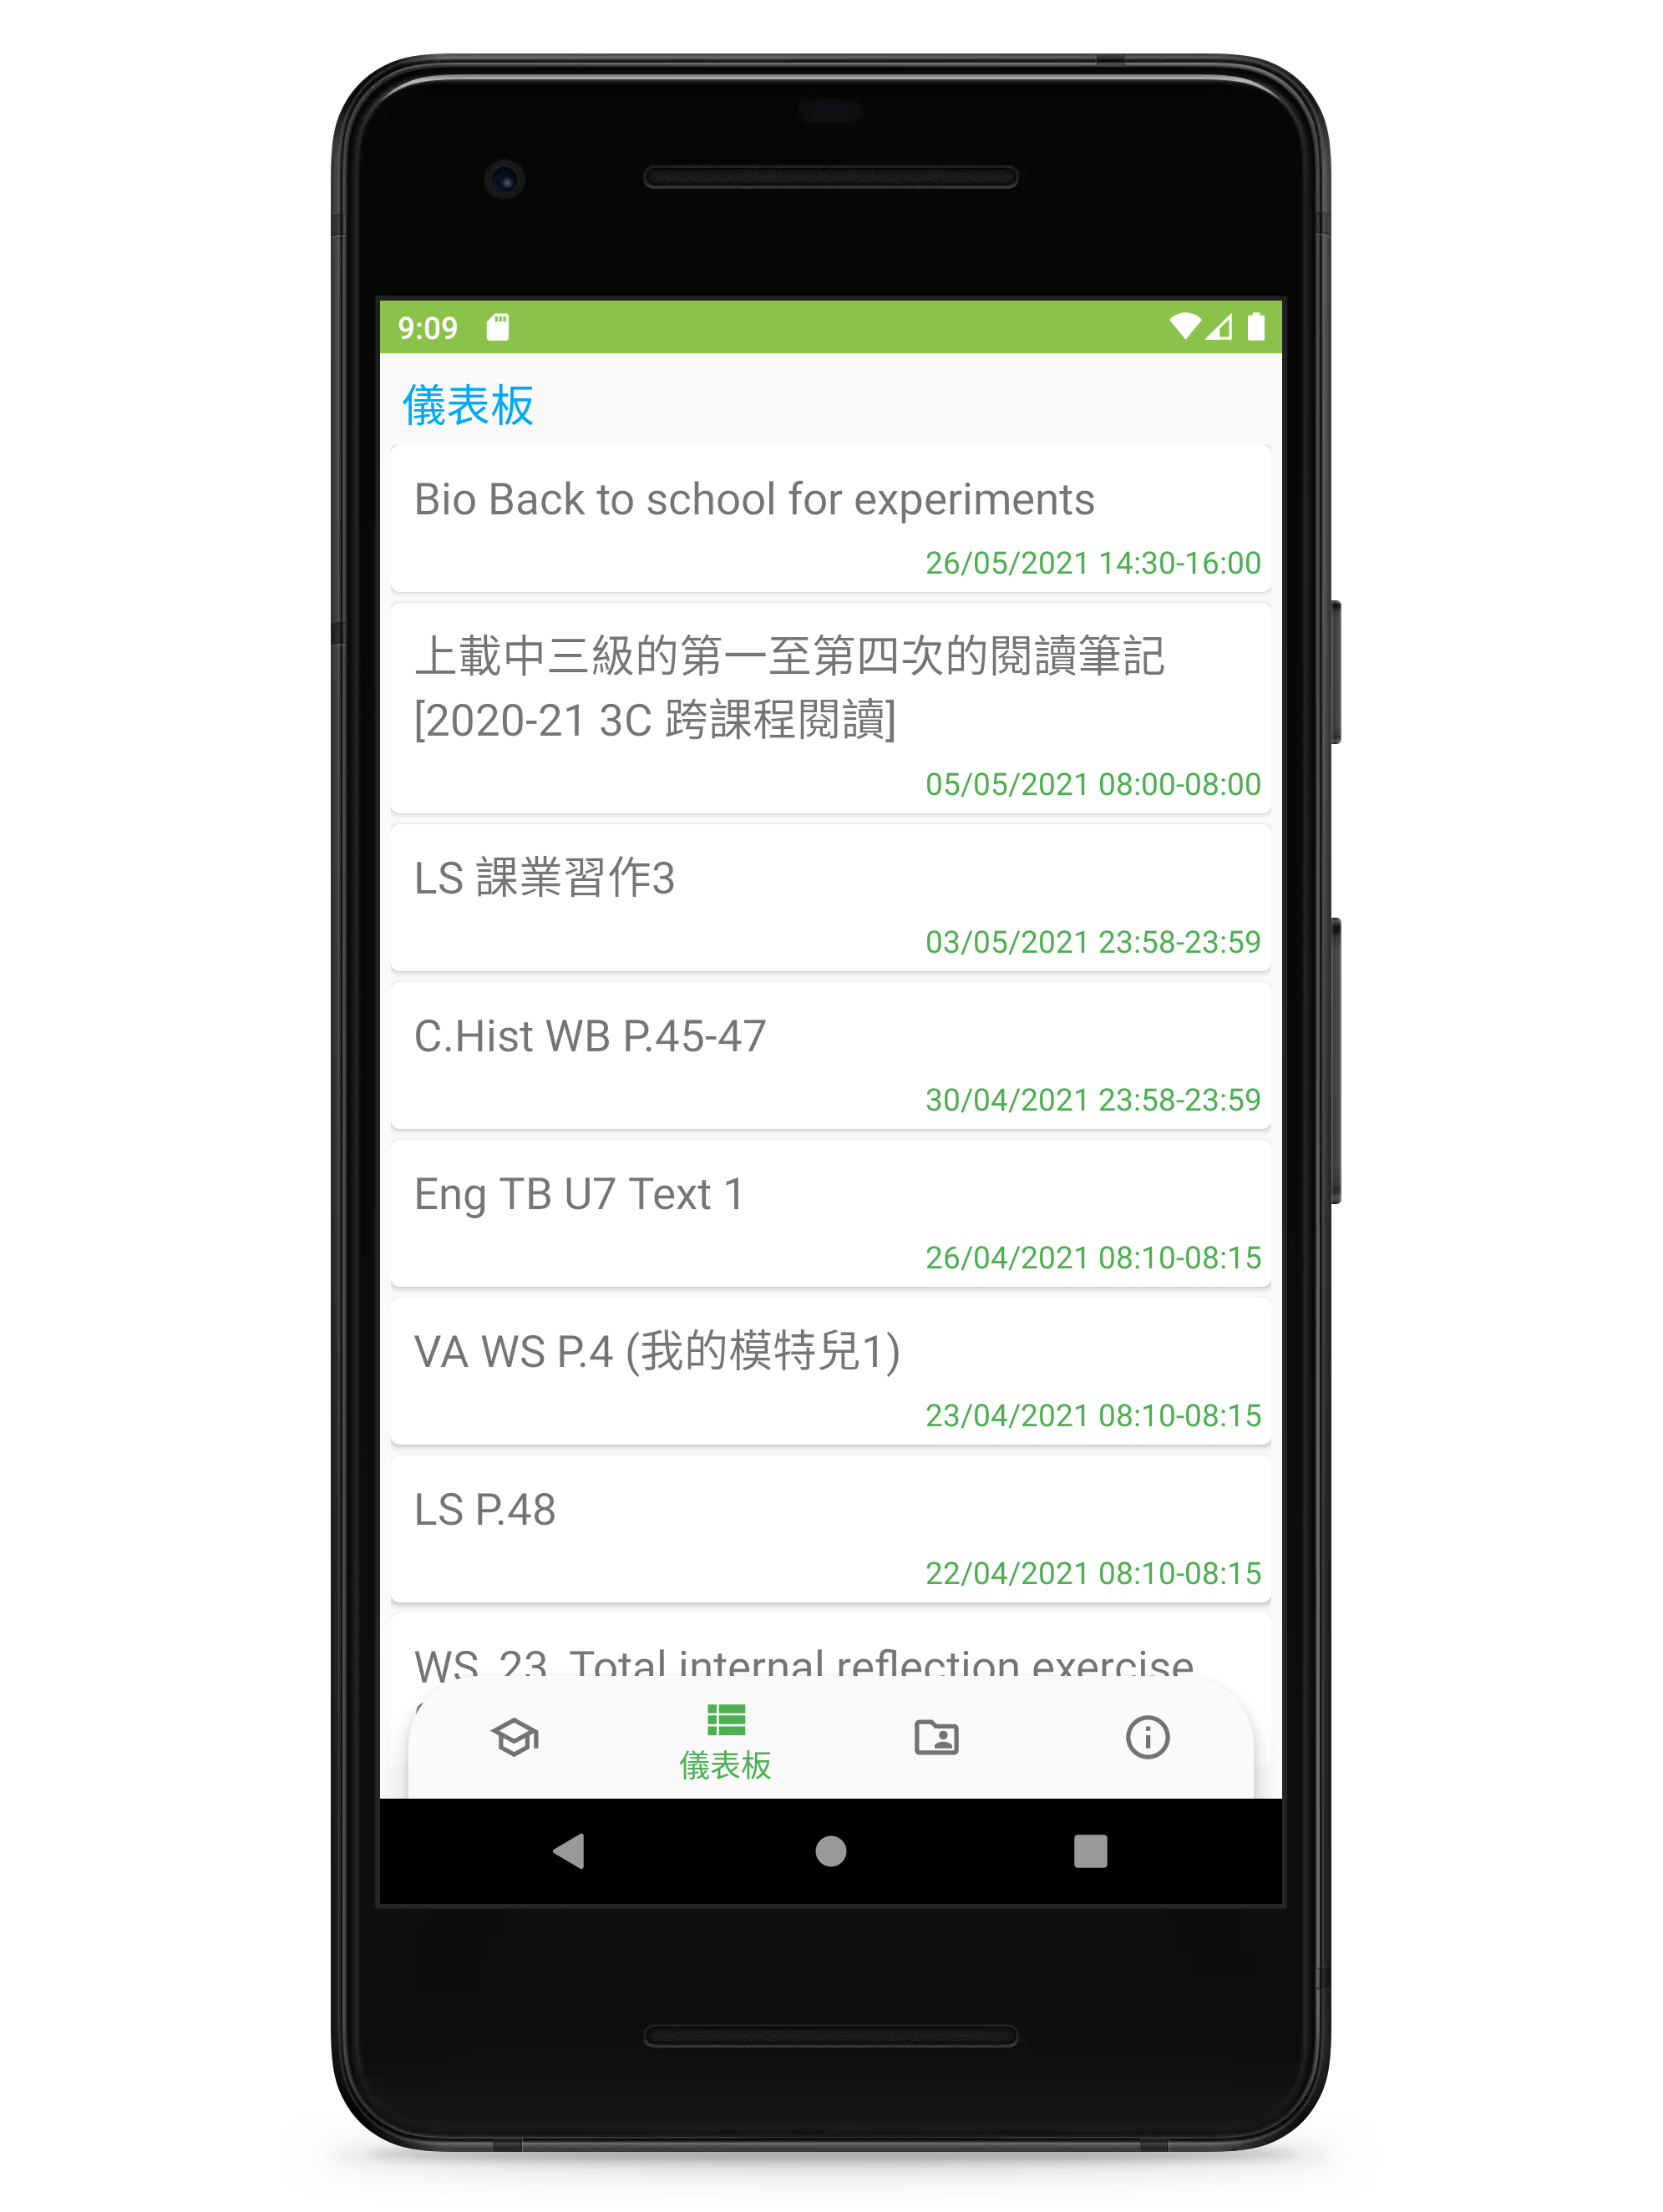 9:09
儀表板
Bio Back to school for experiments
26/05/2021 14:30-16:00
上載中三級的第一至第四次的閱讀筆記
[2020-21 3C 跨課程閱讀]
05/05/2021 08:00-08:00
LS 課業習作3
03/05/2021 23:58-23:59
C.Hist WB P.45-47
30/04/2021 23:58-23:59
Eng TB U7 Text 1
26/04/2021 08:10-08:15
VA WS P.4 (我的模特兒1)
23/04/2021 08:10-08:15
LS P.48
22/04/2021 08:10-08:15
WS 23 Total internal reflection exercise
儀表板